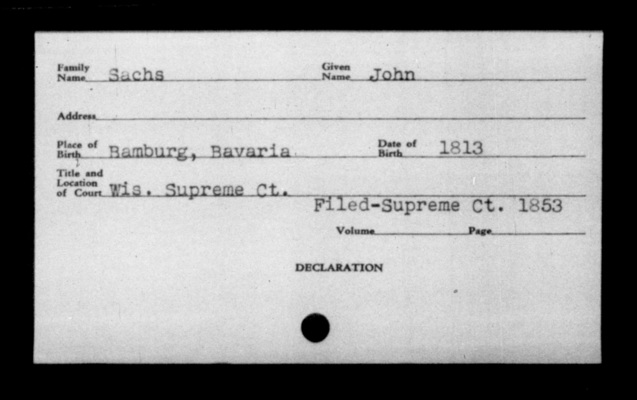 Family Name Sachs Given Name John
Address
Place of Birth Bamburg, Bavaria Date of Birth 1813
Title and Location of Court Wis. Supreme Ct.
Filed-Supreme Ct. 1853
Volume Page
DECLARATION